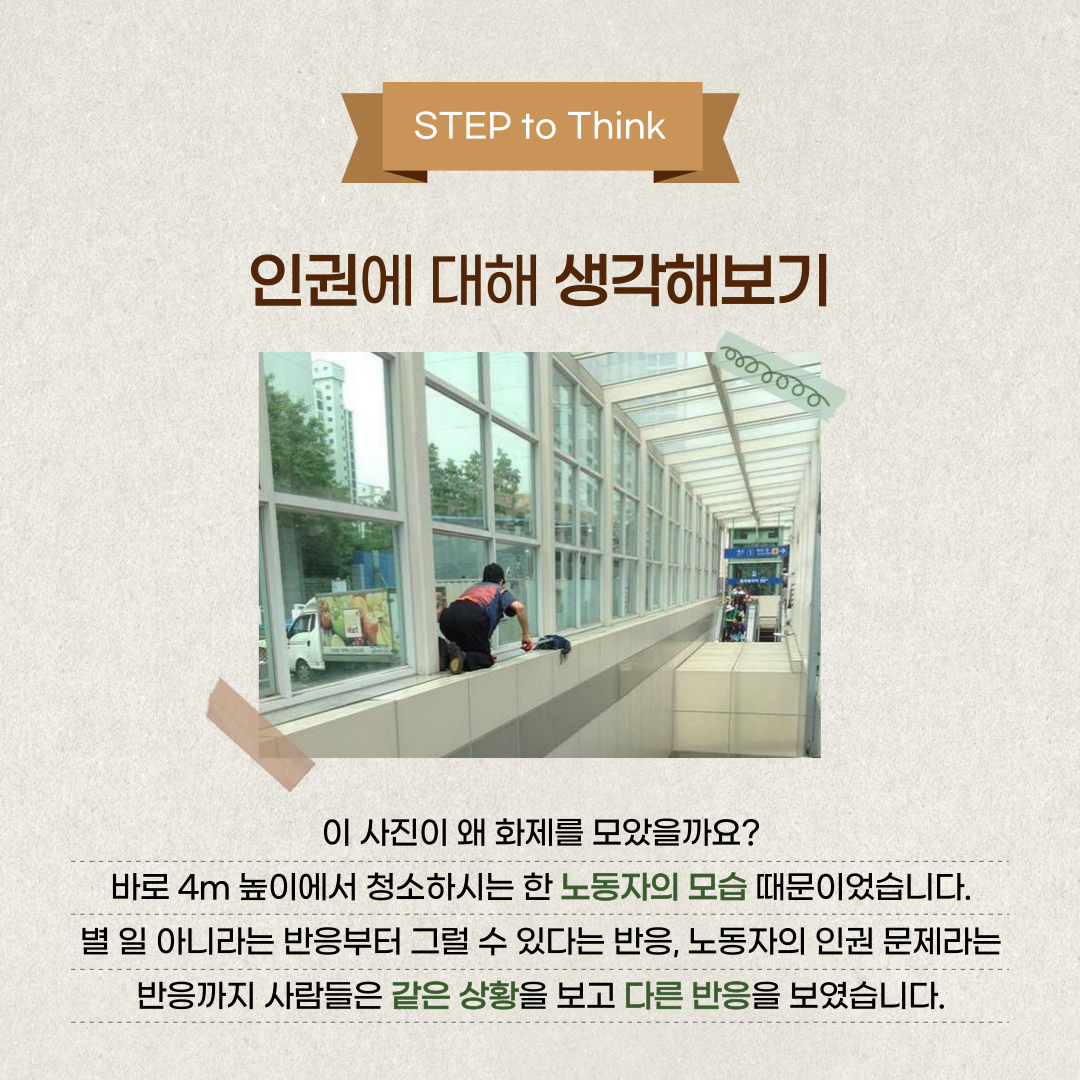 STEP to Think
인권에 대해 생각해보기
이 사진이 왜 화제를 모았을까요?
바로 4m 높이에서 청소하시는 한 노동자의 모습 때문이었습니다.
별 일 아니라는 반응부터 그럴 수 있다는 반응, 노동자의 인권 문제라는
반응까지 사람들은 같은 상황을 보고 다른 반응을 보였습니다.